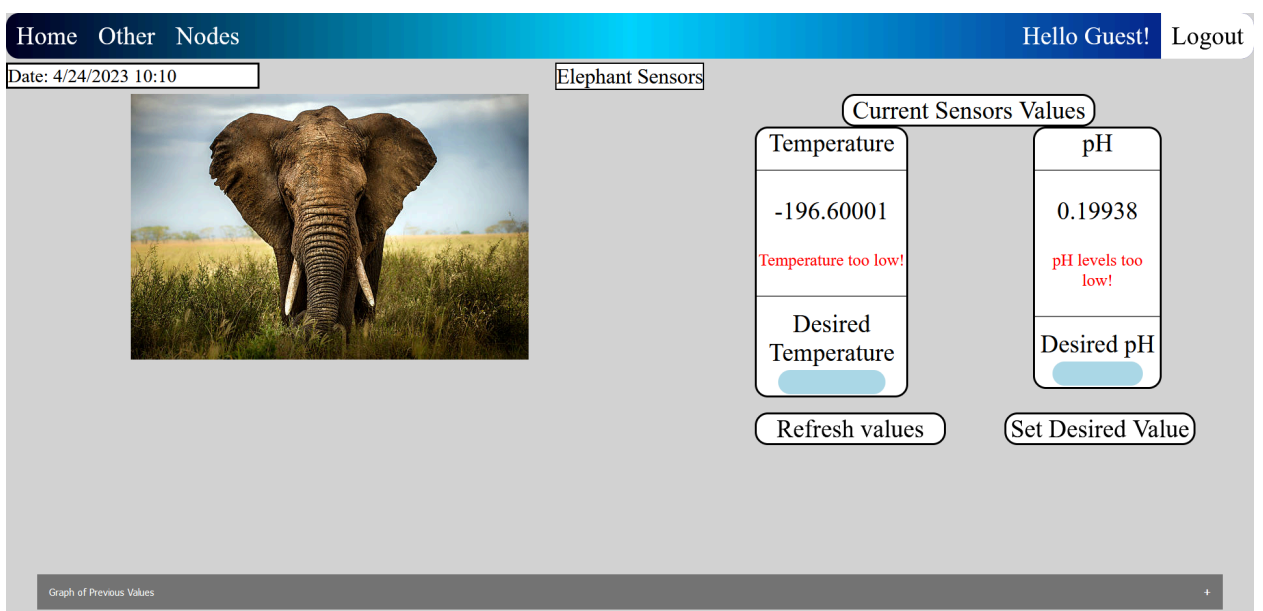 Home Other Nodes Hello Guest! Logout
Date: 4/24/2023 10:10
Elephant Sensors
Current Sensors Values
Temperature
-196.60001
Temperature too low!
Desired
Temperature
pH
0.19938
pH levels too
low!
Desired pH
Refresh values
Set Desired Value
Graph of Previous Values +